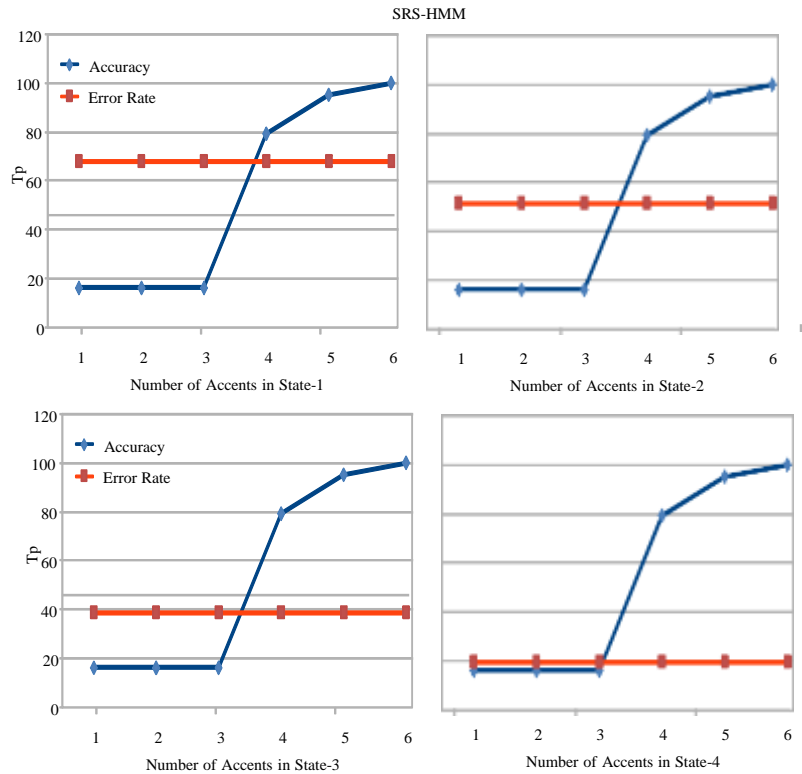 SRS-HMM
120
100
80
60
40
20
0
Tp
Accuracy
Error Rate
1 2 3 4 5 6
Number of Accents in State-1
1 2 3 4 5 6
Number of Accents in State-2
120
100
80
60
40
20
0
Tp
Accuracy
Error Rate
1 2 3 4 5 6
Number of Accents in State-3
1 2 3 4 5 6
Number of Accents in State-4